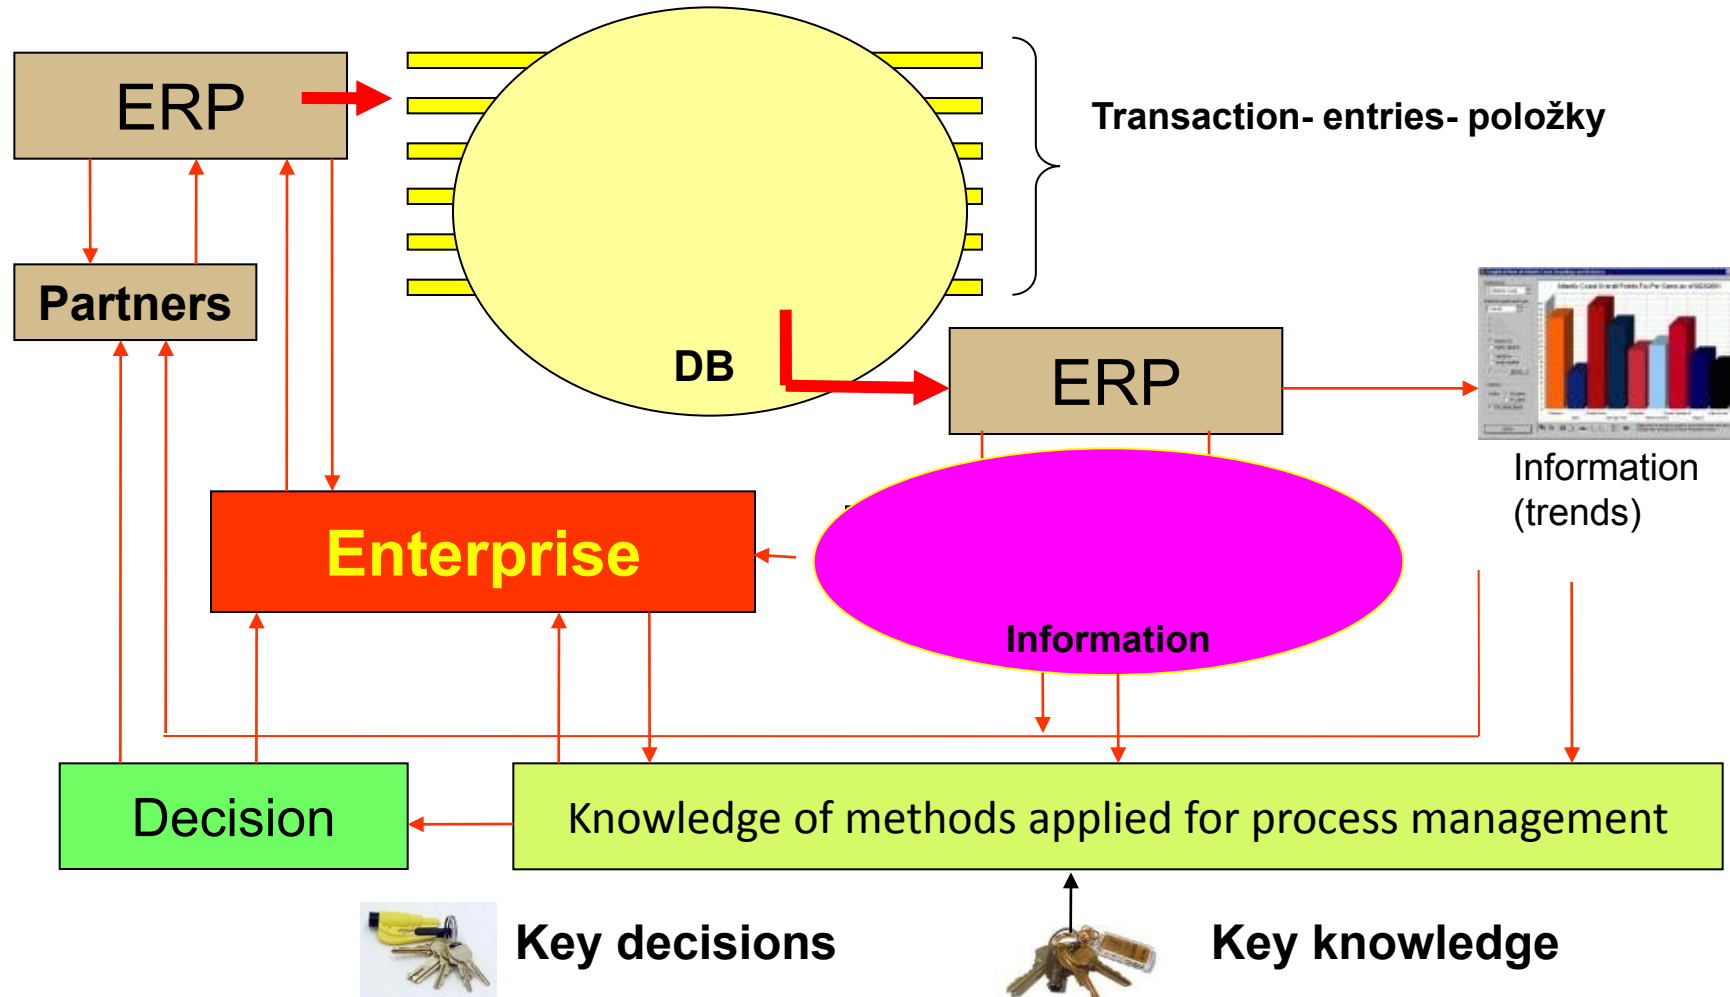 ERP
Transaction- entries- položky
Partners
DB
ERP
Information
(trends)
Enterprise
Information
Decision
Knowledge of methods applied for process management
Key decisions
Key knowledge